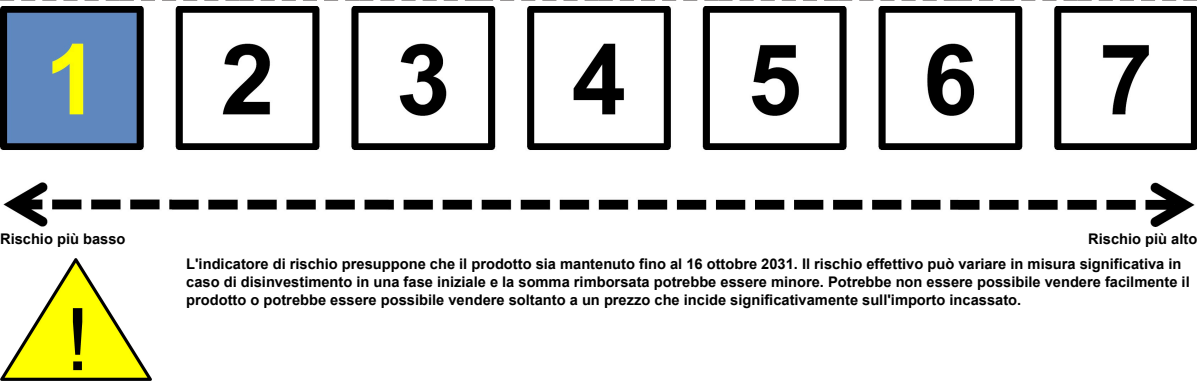 1 2 3 4 5 6 7
Rischio più basso Rischio più alto
L'indicatore di rischio presuppone che il prodotto sia mantenuto fino al 16 ottobre 2031. Il rischio effettivo può variare in misura significativa in
caso di disinvestimento in una fase iniziale e la somma rimborsata potrebbe essere minore. Potrebbe non essere possibile vendere facilmente il
prodotto o potrebbe essere possibile vendere soltanto a un prezzo che incide significativamente sull'importo incassato.
!